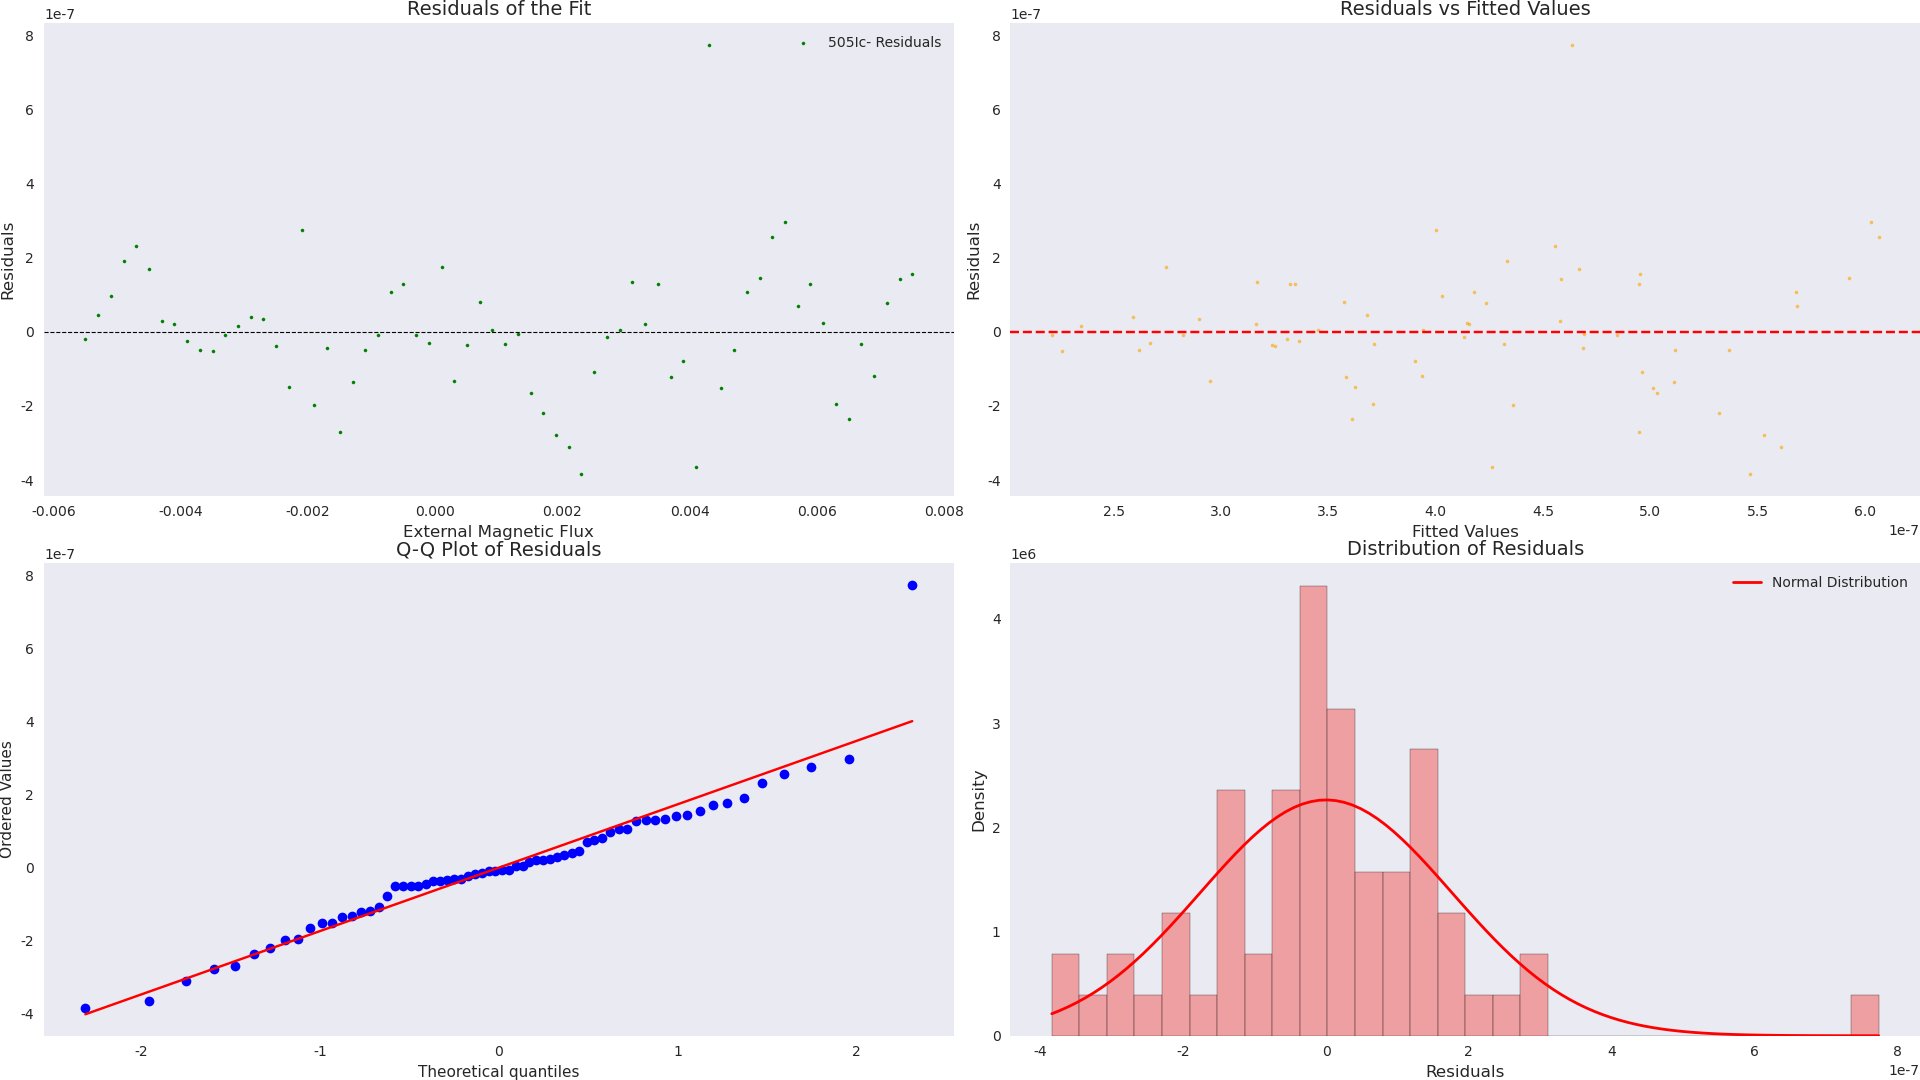 Residuals of the Fit
1e-7
8
6
4
2
0
-2
-4
Residuals
505Ic- Residuals
-0.006 -0.004 -0.002 0.000 0.002 0.004 0.006 0.008
External Magnetic Flux
Residuals vs Fitted Values
1e-7
8
6
4
2
0
-2
-4
Residuals
2.5 3.0 3.5 4.0 4.5 5.0 5.5 6.0
1e-7
Fitted Values
Q-Q Plot of Residuals
1e-7
8
6
4
2
0
-2
-4
Ordered Values
-2 -1 0 1 2
Theoretical quantiles
Distribution of Residuals
1e6
4
3
2
1
0
Density
Normal Distribution
-4 -2 0 2 4 6 8
1e-7
Residuals